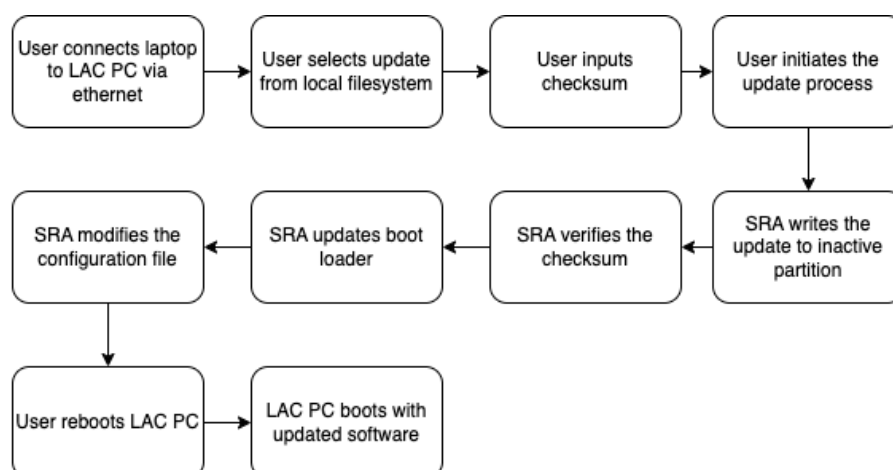 User connects laptop
to LAC PC via
ethernet
User selects update
from local filesystem
User inputs
checksum
User initiates the
update process
SRA writes the
update to inactive
partition
SRA verifies the
checksum
SRA updates boot
loader
SRA modifies the
configuration file
User reboots LAC PC
LAC PC boots with
updated software